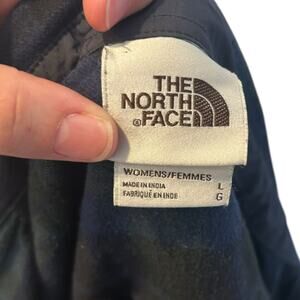 THE
NORTH
®FACE
WOMENS/FEMMES
MADE IN INDIA L
FABRIQUÉ EN INDE G